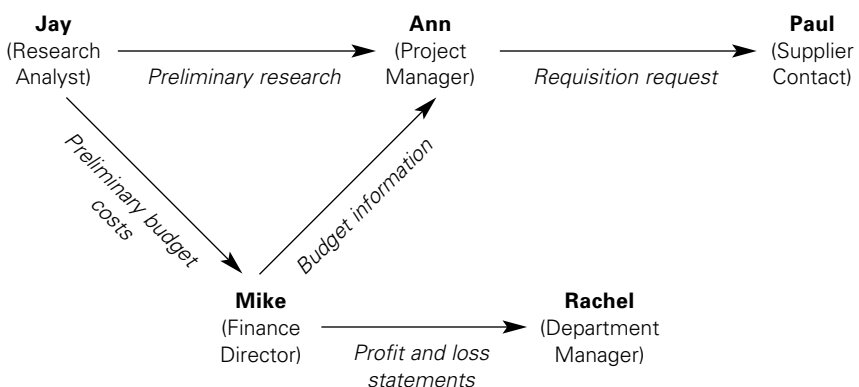 Jay
(Research
Analyst)
Preliminary research
Ann
(Project
Manager)
Requisition request
Paul
(Supplier
Contact)
Preliminary budget
costs
Budget information
Mike
(Finance
Director)
Profit and loss
statements
Rachel
(Department
Manager)